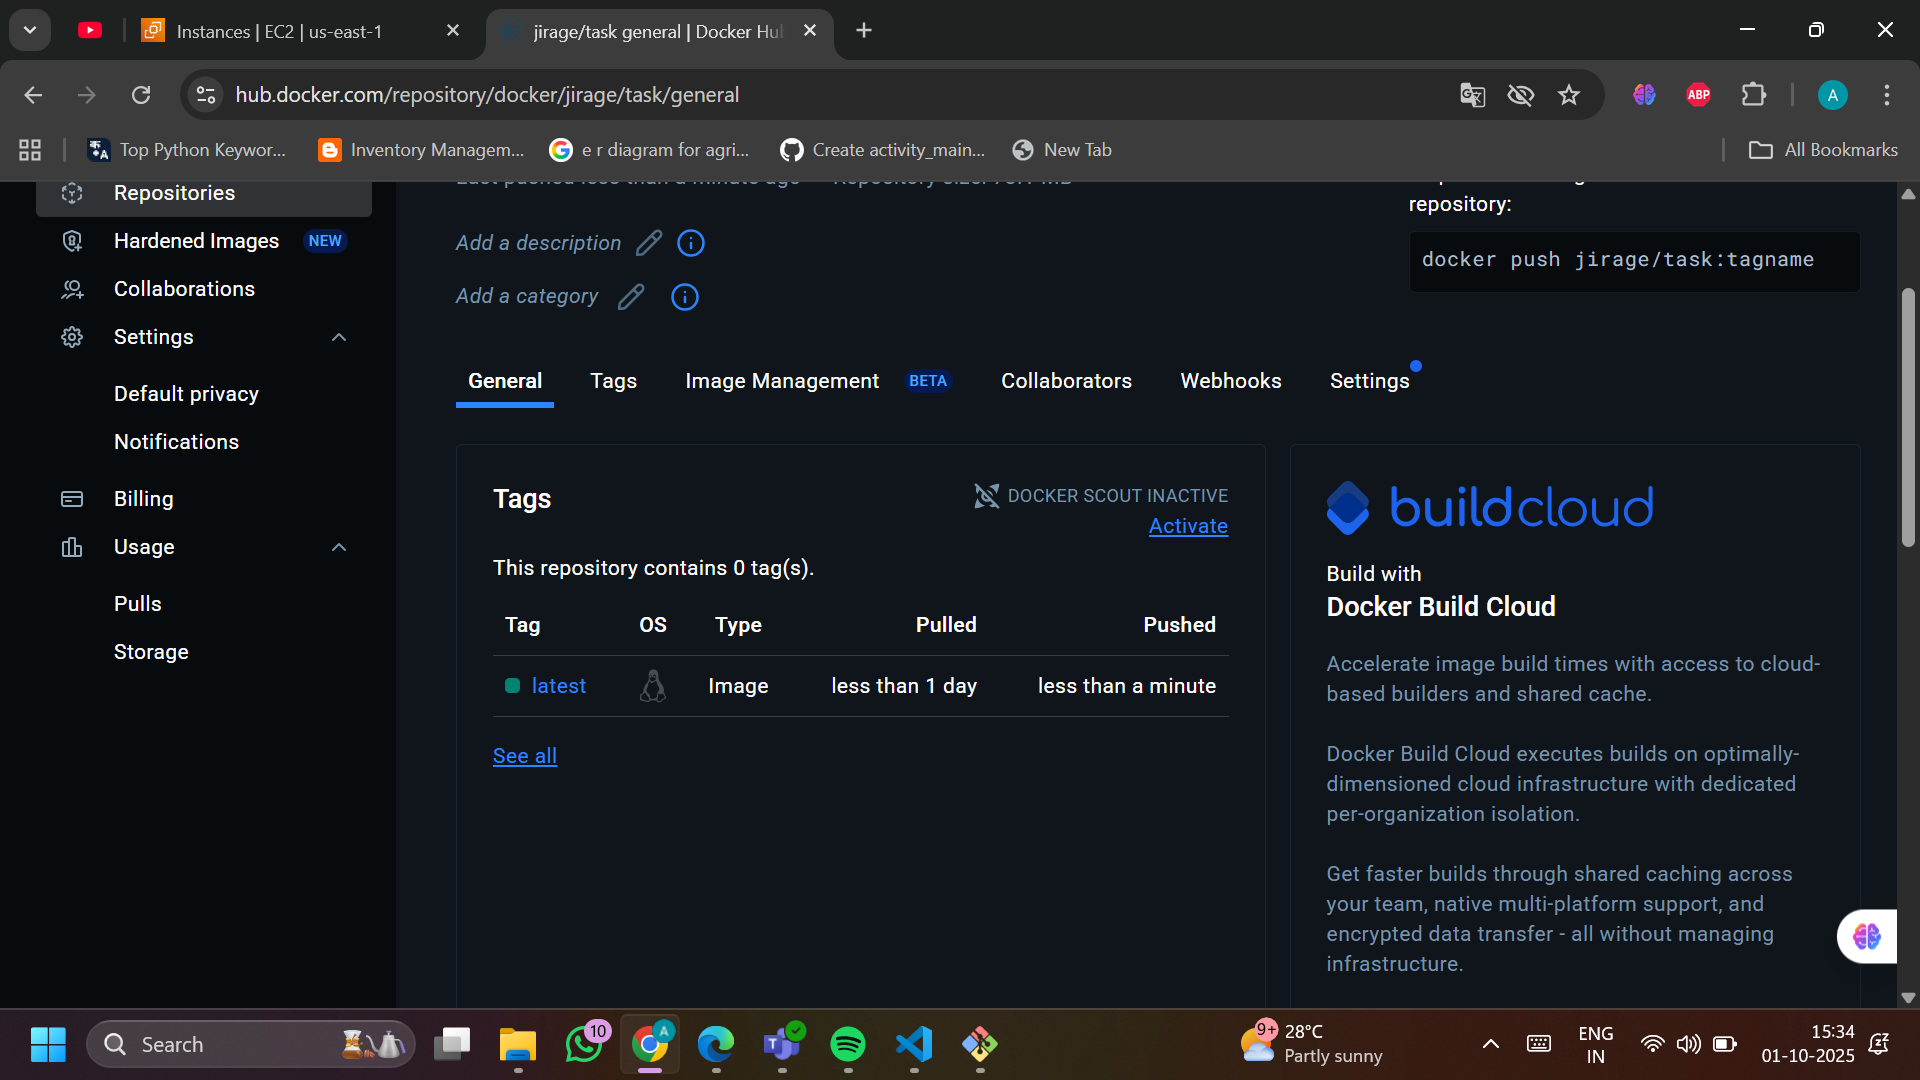 Instances | EC2 | us-east-1
jirage/task general | Docker Hu
hub.docker.com/repository/docker/jirage/task/general
ABP
A
Top Python Keywor...
Inventory Managem...
e r diagram for agri...
Create activity_main...
New Tab
All Bookmarks
Repositories
Hardened Images NEW
Collaborations
Settings
Default privacy
Notifications
Billing
Usage
Pulls
Storage
Last pushed less than a minute ago
Add a description
Add a category
repository:
docker push jirage/task:tagname
General
Tags
Image Management BETA
Collaborators
Webhooks
Settings
Tags
DOCKER SCOUT INACTIVE
Activate
This repository contains 0 tag(s).
Tag OS Type Pulled Pushed
latest Image less than 1 day less than a minute
See all
buildcloud
Build with
Docker Build Cloud
Accelerate image build times with access to cloud-
based builders and shared cache.
Docker Build Cloud executes builds on optimally-
dimensioned cloud infrastructure with dedicated
per-organization isolation.
Get faster builds through shared caching across
your team, native multi-platform support, and
encrypted data transfer - all without managing
infrastructure.
Search
10
A
9+
28°C
Partly sunny
ENG
IN
15:34
01-10-2025